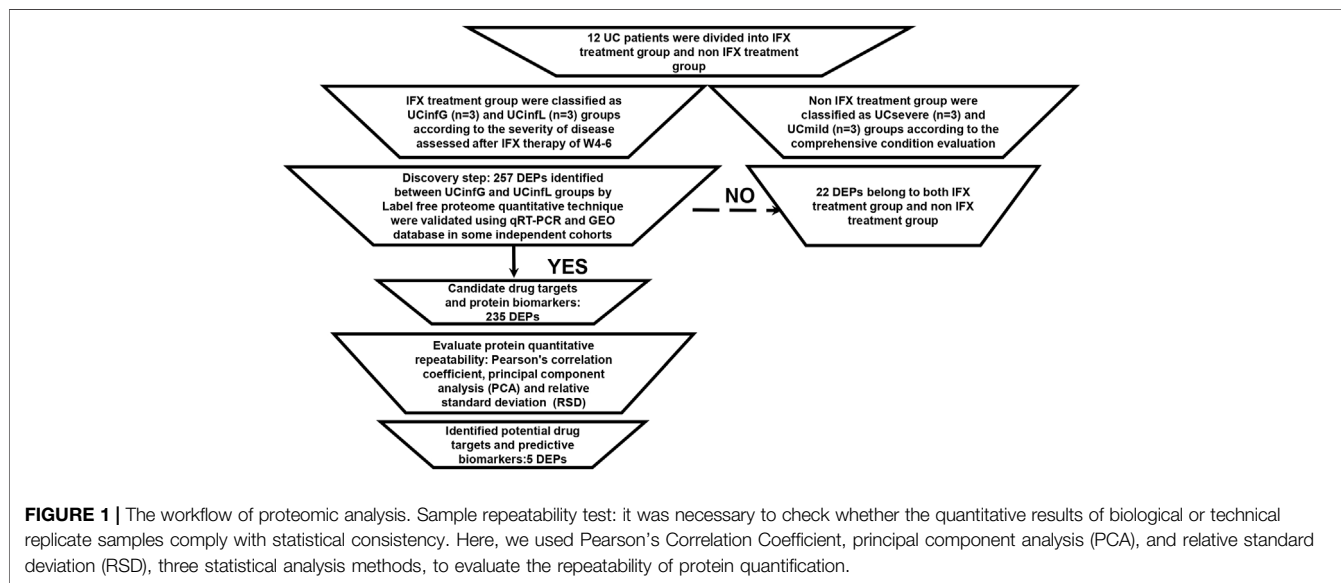 12 UC patients were divided into IFX
treatment group and non IFX treatment
group
IFX treatment group were classified as
UCinfG (n=3) and UCinfL (n=3) groups
according to the severity of disease
assessed after IFX therapy of W4-6
Non IFX treatment group were
classified as UCsevere (n=3) and
UCmild (n=3) groups according to the
comprehensive condition evaluation
Discovery step: 257 DEPs identified
between UCinfG and UCinfL groups by
Label free proteome quantitative technique
were validated using qRT-PCR and GEO
database in some independent cohorts
NO
22 DEPs belong to both IFX
treatment group and non IFX
treatment group
YES
Candidate drug targets
and protein biomarkers:
235 DEPs
Evaluate protein quantitative
repeatability: Pearson's correlation
coefficient, principal component
analysis (PCA) and relative
standard deviation (RSD)
Identified potential drug
targets and predictive
biomarkers:5 DEPs
FIGURE 1 | The workflow of proteomic analysis. Sample repeatability test: it was necessary to check whether the quantitative results of biological or technical
replicate samples comply with statistical consistency. Here, we used Pearson's Correlation Coefficient, principal component analysis (PCA), and relative standard
deviation (RSD), three statistical analysis methods, to evaluate the repeatability of protein quantification.